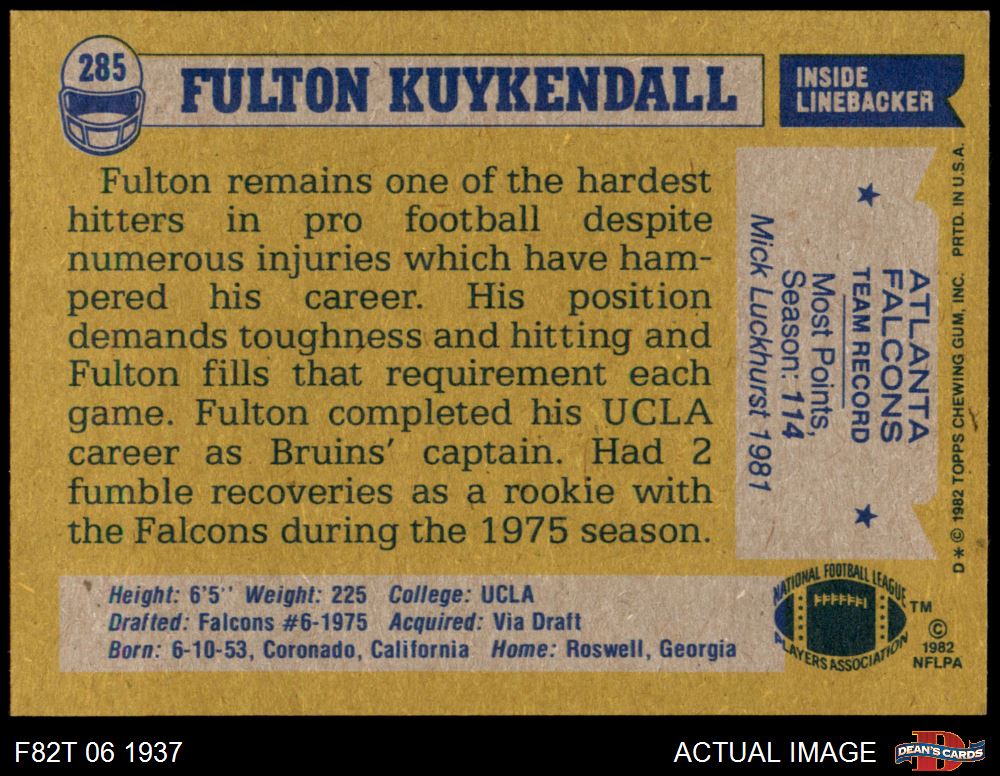 285
FULTON KUYKENDALL
INSIDE
LINEBACKER
Fulton remains one of the hardest
hitters in pro football despite
numerous injuries which have ham-
pered his career. His position
demands toughness and hitting and
Fulton fills that requirement each
game. Fulton completed his UCLA
career as Bruins' captain. Had 2
fumble recoveries as a rookie with
the Falcons during the 1975 season.
ATLANTA
FALCONS
★ TEAM RECORD ★
Most Points,
Season: 114
Mick Luckhurst 1981
D* © 1982 TOPPS CHEWING GUM, INC. PRTD. IN U.S.A.
Height: 6'5'' Weight: 225 College: UCLA
Drafted: Falcons #6-1975 Acquired: Via Draft
Born: 6-10-53, Coronado, California Home: Roswell, Georgia
NATIONAL FOOTBALL LEAGUE
PLAYERS ASSOCIATION
TM
©
1982
NFLPA
F82T 06 1937
ACTUAL IMAGE
D
DEAN'S CARDS